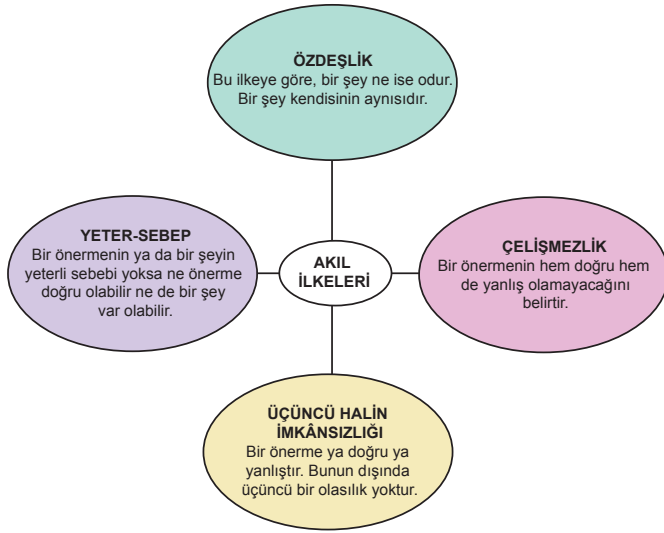 ÖZDEŞLİK
Bu ilkeye göre, bir şey ne ise odur.
Bir şey kendisinin aynısıdır.
YETER-SEBEP
Bir önermenin ya da bir şeyin
yeterli sebebi yoksa ne önerme
doğru olabilir ne de bir şey
var olabilir.
AKIL
İLKELERİ
ÇELİŞMEZLİK
Bir önermenin hem doğru hem
de yanlış olamayacağını
belirtir.
ÜÇÜNCÜ HALİN
İMKÂNSIZLIĞI
Bir önerme ya doğru ya
yanlıştır. Bunun dışında
üçüncü bir olasılık yoktur.